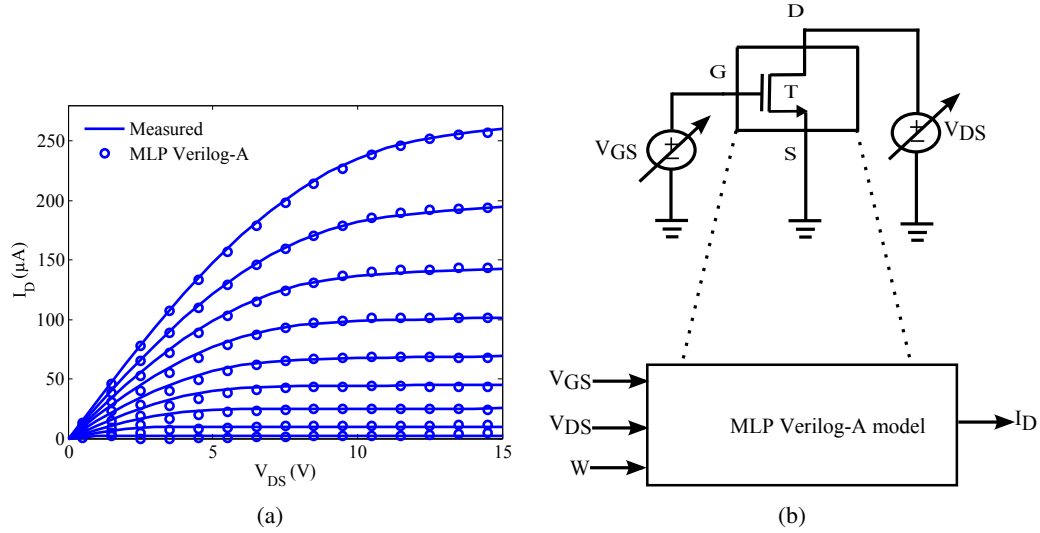 Measured
MLP Verilog-A
250
200
150
100
50
0
0 5 10 15
I_D (μA)
V_DS (V)
(a)
D
G
T
S
+
−
V_GS
+
−
V_DS
V_GS
V_DS
W
MLP Verilog-A model
I_D
(b)